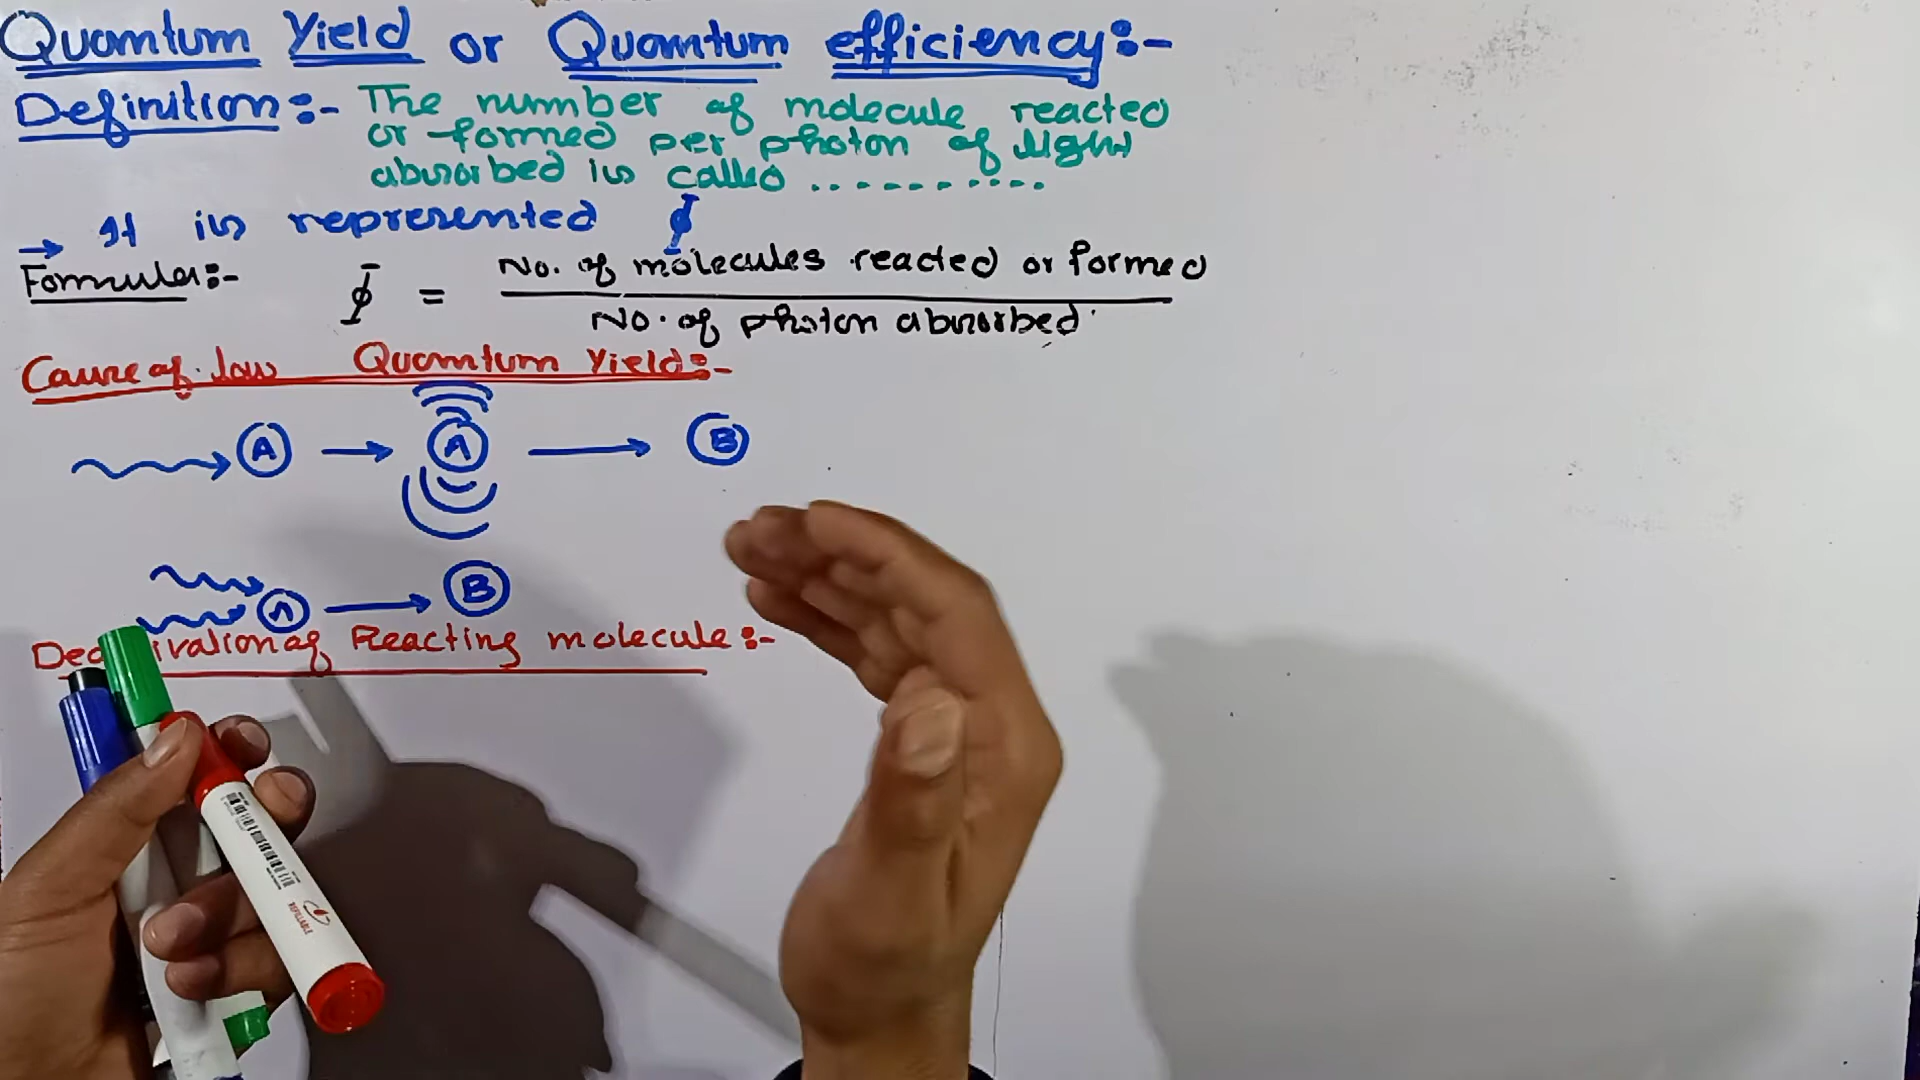 Quantum Yield or Quantum efficiency:-
Definition:- The number of molecule reacted
or formed per photon of light
absorbed is called ..........
→ It is represented Φ
Formula:- Φ = No. of molecules reacted or formed
No. of photon absorbed
Cause of low Quantum Yield:-
A → A → B
A → B
of Reacting molecule:-
REFILLABLE